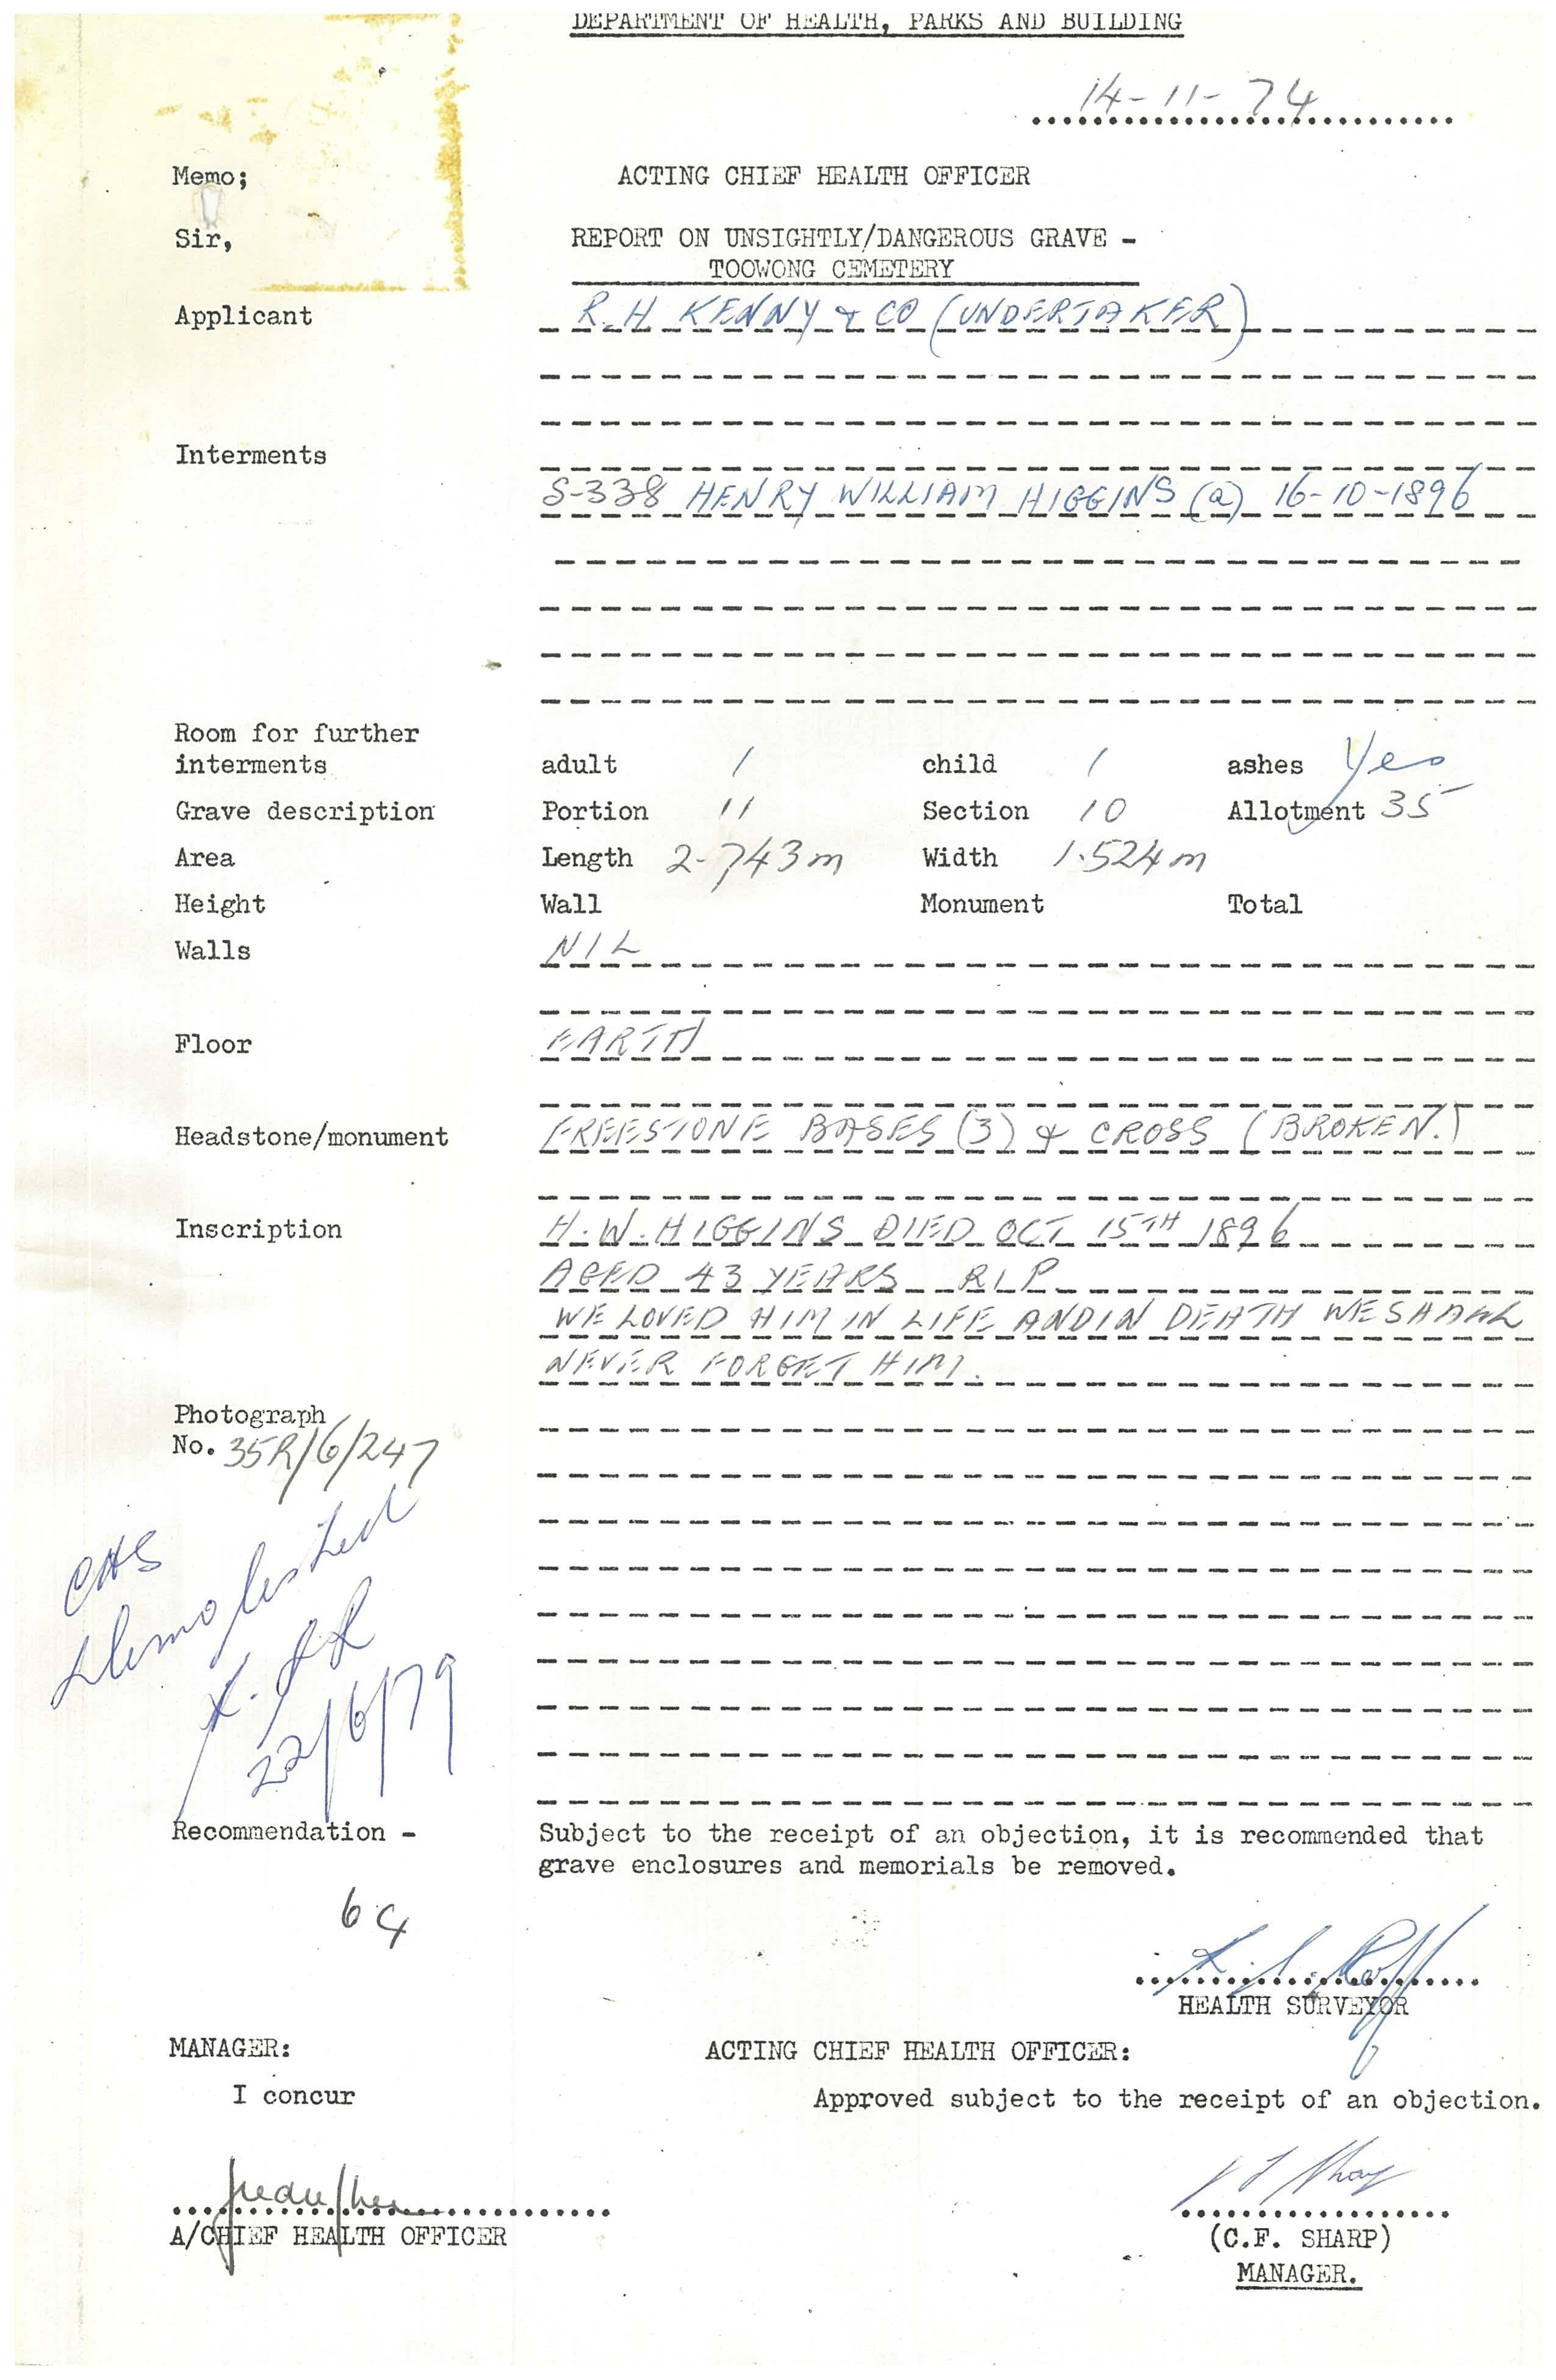 DEPARTMENT OF HEALTH, PARKS AND BUILDING
14-11-74
Memo; ACTING CHIEF HEALTH OFFICER
Sir, REPORT ON UNSIGHTLY/DANGEROUS GRAVE -
TOOWONG CEMETERY
Applicant R.H KENNY & CO (UNDERTAKER)
Interments
S-338 HENRY WILLIAM HIGGINS (a) 16-10-1896
Room for further
interments adult 1 child 1 ashes Yes
Grave description Portion 11 Section 10 Allotment 35
Area Length 2.743m Width 1.524m
Height Wall Monument Total
Walls NIL
Floor EARTH
Headstone/monument FREESTONE BASES (3) & CROSS (BROKEN.)
Inscription H.W.HIGGINS DIED OCT 15TH 1896
AGED 43 YEARS RIP
WE LOVED HIM IN LIFE ANDIN DEATH WE SHALL
NEVER FORGET HIM.
Photograph
No. 35R/6/247
CHS
Demolished
22/6/79
Recommendation - Subject to the receipt of an objection, it is recommended that
grave enclosures and memorials be removed.
64
HEALTH SURVEYOR
MANAGER: ACTING CHIEF HEALTH OFFICER:
I concur Approved subject to the receipt of an objection.
A/CHIEF HEALTH OFFICER (C.F. SHARP)
MANAGER.